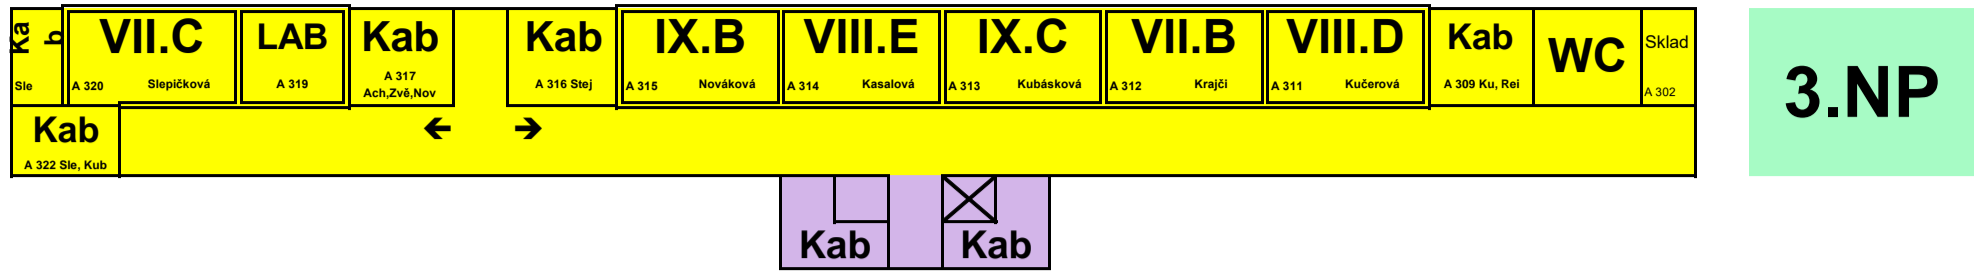 Kab
Sle
VII.C
A 320 Slepičková
LAB
A 319
Kab
A 317
Ach,Zvě,Nov
Kab
A 316 Stej
IX.B
A 315 Nováková
VIII.E
A 314 Kasalová
IX.C
A 313 Kubásková
VII.B
A 312 Krajči
VIII.D
A 311 Kučerová
Kab
A 309 Ku, Rei
WC
Sklad
A 302
3.NP
Kab
A 322 Sle, Kub
Kab
Kab